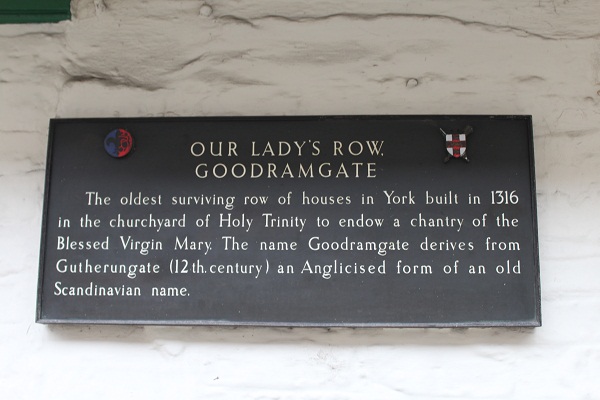 OUR LADY'S ROW,
GOODRAMGATE
The oldest surviving row of houses in York built in 1316
in the churchyard of Holy Trinity to endow a chantry of the
Blessed Virgin Mary. The name Goodramgate derives from
Gutherungate (12th. century) an Anglicised form of an old
Scandinavian name.